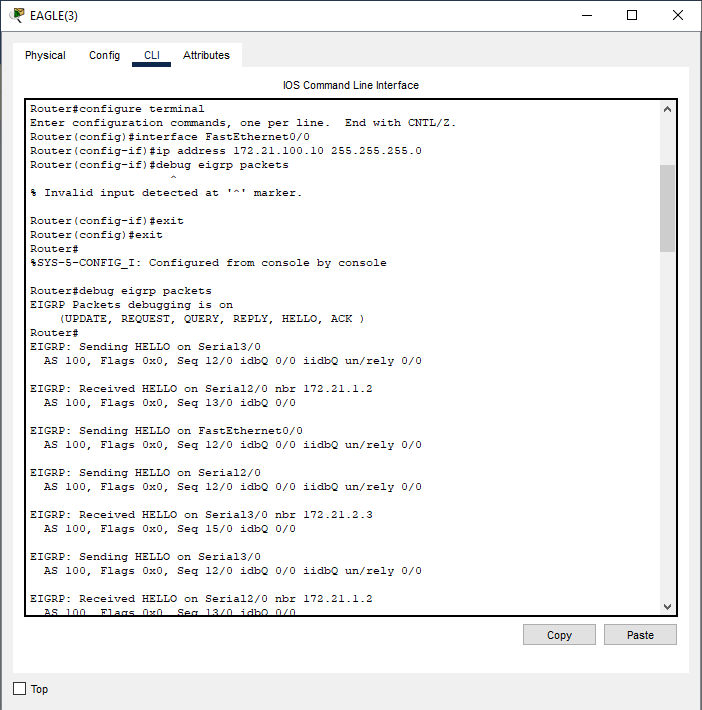 EAGLE(3)
Physical Config CLI Attributes
IOS Command Line Interface
Router#configure terminal
Enter configuration commands, one per line.  End with CNTL/Z.
Router(config)#interface FastEthernet0/0
Router(config-if)#ip address 172.21.100.10 255.255.255.0
Router(config-if)#debug eigrp packets
^
% Invalid input detected at '^' marker.
Router(config-if)#exit
Router(config)#exit
Router#
%SYS-5-CONFIG_I: Configured from console by console
Router#debug eigrp packets
EIGRP Packets debugging is on
(UPDATE, REQUEST, QUERY, REPLY, HELLO, ACK )
Router#
EIGRP: Sending HELLO on Serial3/0
AS 100, Flags 0x0, Seq 12/0 idbQ 0/0 iidbQ un/rely 0/0
EIGRP: Received HELLO on Serial2/0 nbr 172.21.1.2
AS 100, Flags 0x0, Seq 13/0 idbQ 0/0
EIGRP: Sending HELLO on FastEthernet0/0
AS 100, Flags 0x0, Seq 12/0 idbQ 0/0 iidbQ un/rely 0/0
EIGRP: Sending HELLO on Serial2/0
AS 100, Flags 0x0, Seq 12/0 idbQ 0/0 iidbQ un/rely 0/0
EIGRP: Received HELLO on Serial3/0 nbr 172.21.2.3
AS 100, Flags 0x0, Seq 15/0 idbQ 0/0
EIGRP: Sending HELLO on Serial3/0
AS 100, Flags 0x0, Seq 12/0 idbQ 0/0 iidbQ un/rely 0/0
EIGRP: Received HELLO on Serial2/0 nbr 172.21.1.2
AS 100, Flags 0x0, Seq 13/0 idbQ 0/0
Copy Paste
Top